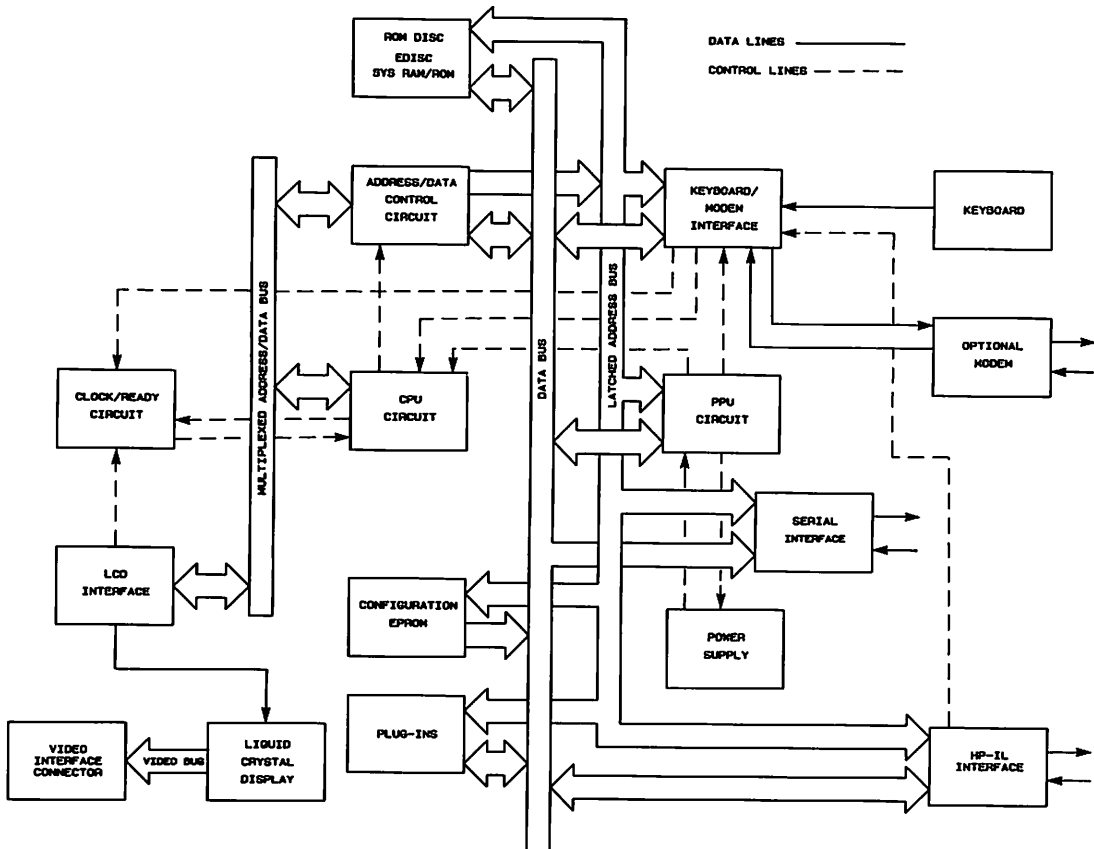 ROM DISC
EDISC
SYS RAM/ROM
DATA LINES
CONTROL LINES
ADDRESS/DATA
CONTROL
CIRCUIT
KEYBOARD/
MODEM
INTERFACE
KEYBOARD
MULTIPLEXED ADDRESS/DATA BUS
DATA BUS
LATCHED ADDRESS BUS
OPTIONAL
MODEM
CLOCK/READY
CIRCUIT
CPU
CIRCUIT
PPU
CIRCUIT
SERIAL
INTERFACE
LCD
INTERFACE
CONFIGURATION
EPROM
POWER
SUPPLY
PLUG-INS
VIDEO
INTERFACE
CONNECTOR
VIDEO BUS
LIQUID
CRYSTAL
DISPLAY
HP-IL
INTERFACE